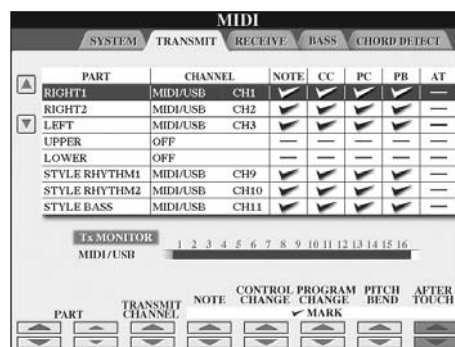 MIDI
SYSTEM TRANSMIT RECEIVE BASS CHORD DETECT
PART CHANNEL NOTE CC PC PB AT
RIGHT1 MIDI/USB CH1
RIGHT2 MIDI/USB CH2
LEFT MIDI/USB CH3
UPPER OFF
LOWER OFF
STYLE RHYTHM1 MIDI/USB CH9
STYLE RHYTHM2 MIDI/USB CH10
STYLE BASS MIDI/USB CH11
Tx MONITOR 1 2 3 4 5 6 7 8 9 10 11 12 13 14 15 16
MIDI/USB
PART TRANSMIT CHANNEL NOTE CONTROL CHANGE PROGRAM CHANGE PITCH BEND AFTER TOUCH
MARK